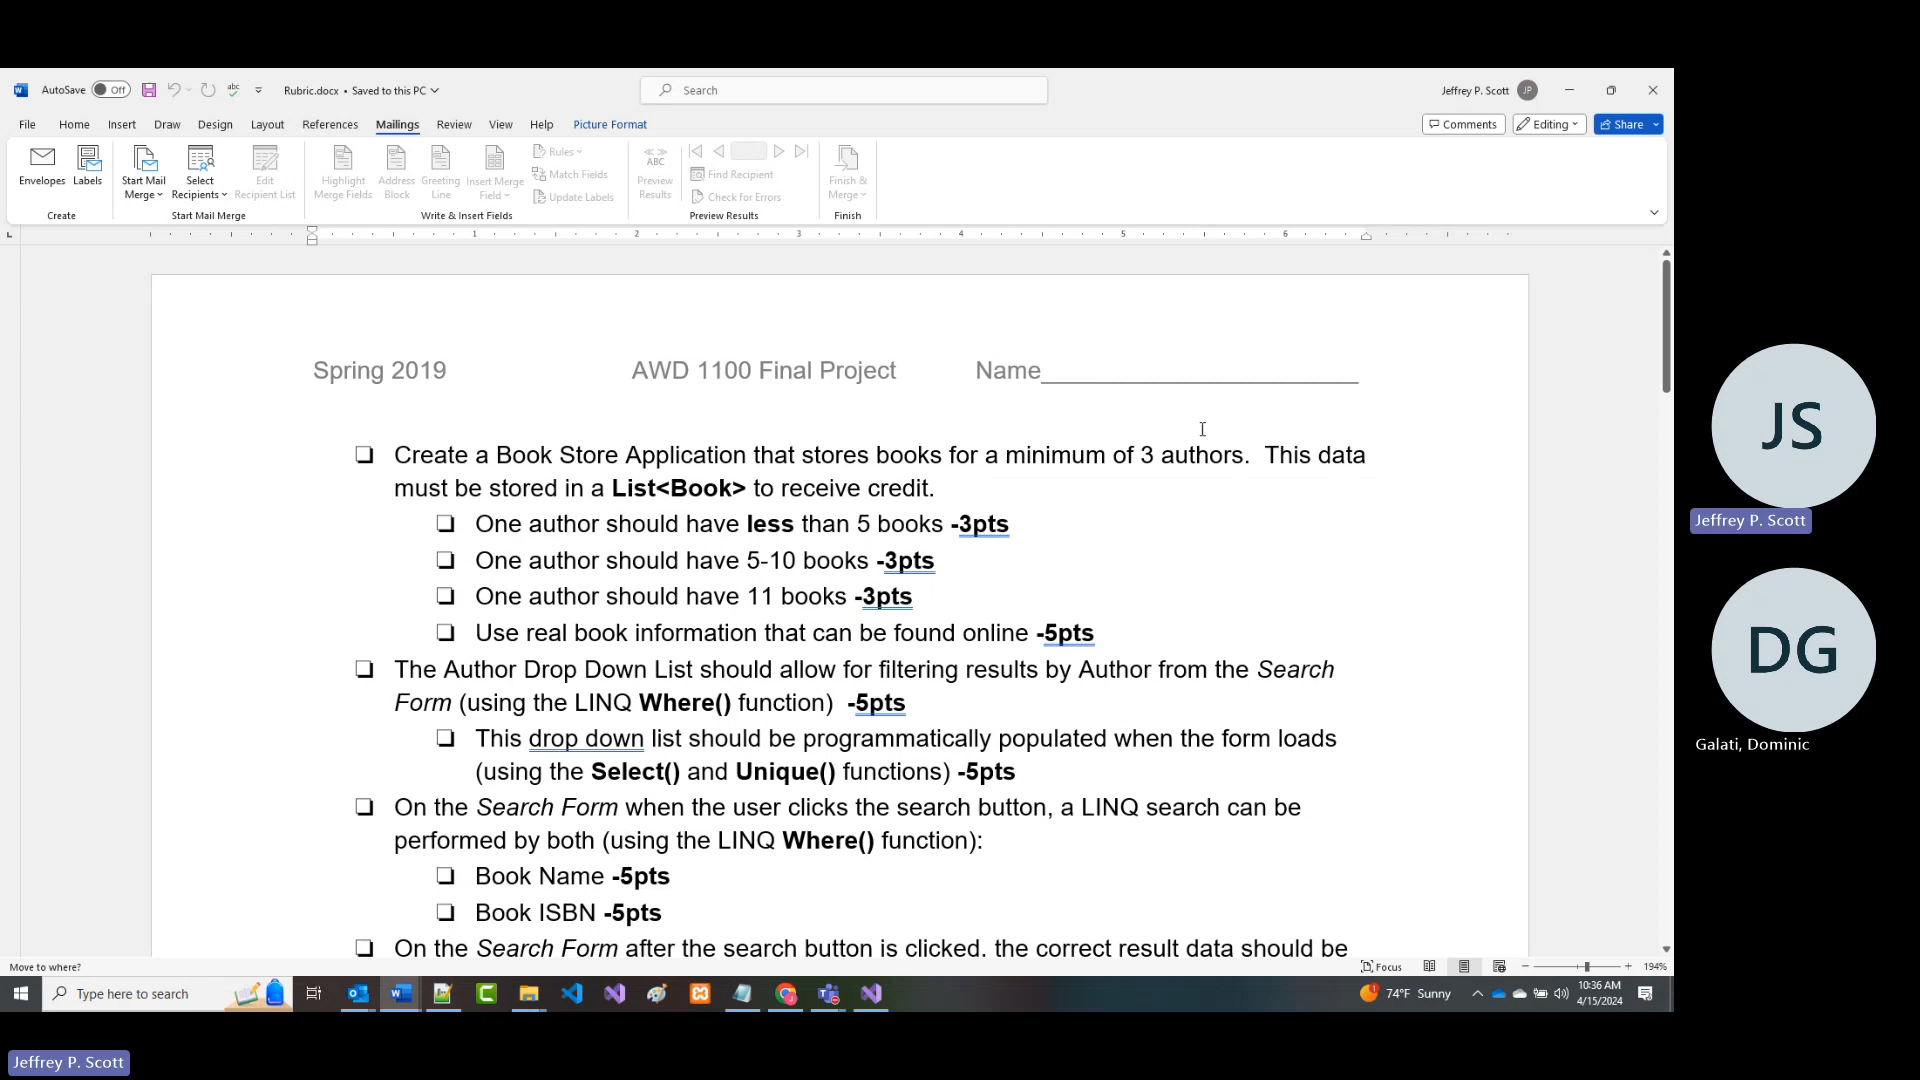 AutoSave Off Rubric.docx • Saved to this PC Search Jeffrey P. Scott JP
File Home Insert Draw Design Layout References Mailings Review View Help Picture Format Comments Editing Share
Envelopes Labels Start Mail Merge Select Recipients Edit Recipient List Highlight Merge Fields Address Block Greeting Line Insert Merge Field Rules Match Fields Update Labels Preview Results ABC Find Recipient Check for Errors Finish & Merge
Create Start Mail Merge Write & Insert Fields Preview Results Finish
1 2 3 4 5 6
Spring 2019 AWD 1100 Final Project Name_______________________
Create a Book Store Application that stores books for a minimum of 3 authors. This data
must be stored in a List<Book> to receive credit.
One author should have less than 5 books -3pts
One author should have 5-10 books -3pts
One author should have 11 books -3pts
Use real book information that can be found online -5pts
The Author Drop Down List should allow for filtering results by Author from the Search
Form (using the LINQ Where() function) -5pts
This drop down list should be programmatically populated when the form loads
(using the Select() and Unique() functions) -5pts
On the Search Form when the user clicks the search button, a LINQ search can be
performed by both (using the LINQ Where() function):
Book Name -5pts
Book ISBN -5pts
On the Search Form after the search button is clicked, the correct result data should be
Move to where? Focus 194%
Type here to search 74°F Sunny 10:36 AM
4/15/2024
JS
Jeffrey P. Scott
DG
Galati, Dominic
Jeffrey P. Scott